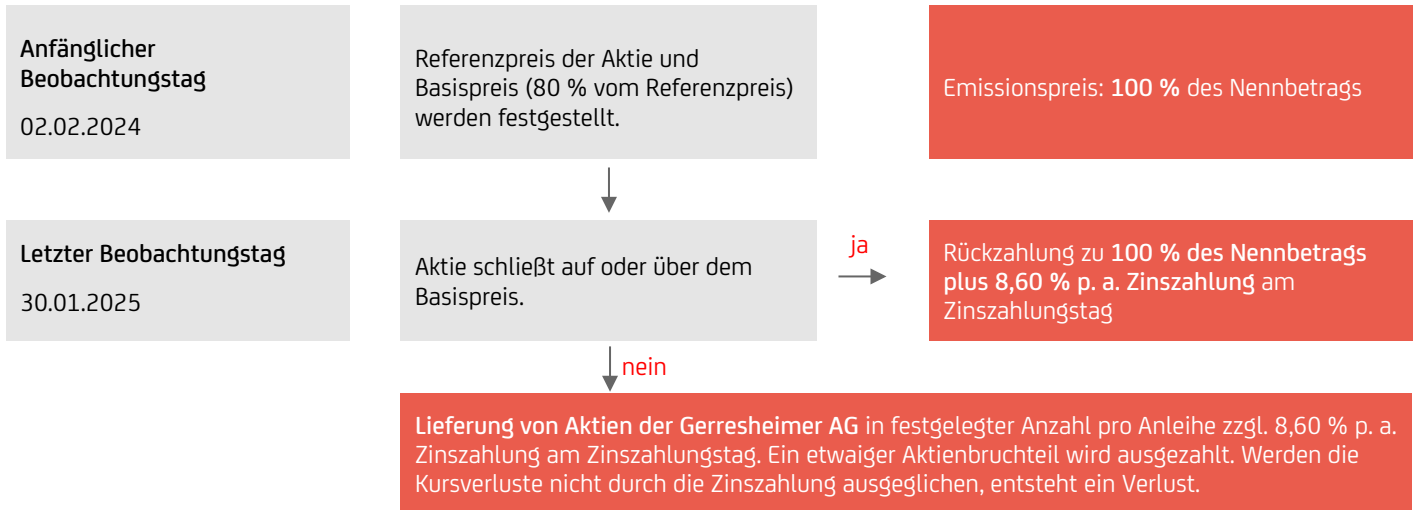 Anfänglicher
Beobachtungstag
02.02.2024
Referenzpreis der Aktie und
Basispreis (80 % vom Referenzpreis)
werden festgestellt.
Emissionspreis: 100 % des Nennbetrags
Letzter Beobachtungstag
30.01.2025
Aktie schließt auf oder über dem
Basispreis.
ja
Rückzahlung zu 100 % des Nennbetrags
plus 8,60 % p. a. Zinszahlung am
Zinszahlungstag
nein
Lieferung von Aktien der Gerresheimer AG in festgelegter Anzahl pro Anleihe zzgl. 8,60 % p. a.
Zinszahlung am Zinszahlungstag. Ein etwaiger Aktienbruchteil wird ausgezahlt. Werden die
Kursverluste nicht durch die Zinszahlung ausgeglichen, entsteht ein Verlust.